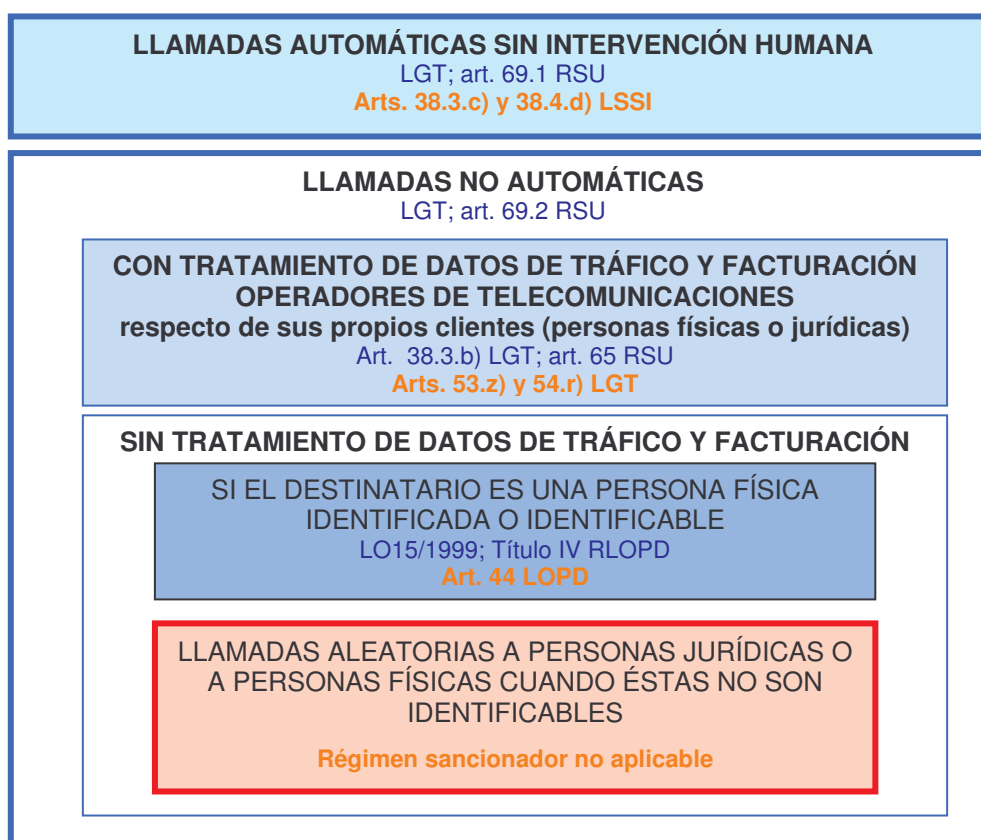 LLAMADAS AUTOMÁTICAS SIN INTERVENCIÓN HUMANA
LGT; art. 69.1 RSU
Arts. 38.3.c) y 38.4.d) LSSI
LLAMADAS NO AUTOMÁTICAS
LGT; art. 69.2 RSU
CON TRATAMIENTO DE DATOS DE TRÁFICO Y FACTURACIÓN
OPERADORES DE TELECOMUNICACIONES
respecto de sus propios clientes (personas físicas o jurídicas)
Art. 38.3.b) LGT; art. 65 RSU
Arts. 53.z) y 54.r) LGT
SIN TRATAMIENTO DE DATOS DE TRÁFICO Y FACTURACIÓN
SI EL DESTINATARIO ES UNA PERSONA FÍSICA
IDENTIFICADA O IDENTIFICABLE
LO15/1999; Título IV RLOPD
Art. 44 LOPD
LLAMADAS ALEATORIAS A PERSONAS JURÍDICAS O
A PERSONAS FÍSICAS CUANDO ÉSTAS NO SON
IDENTIFICABLES
Régimen sancionador no aplicable